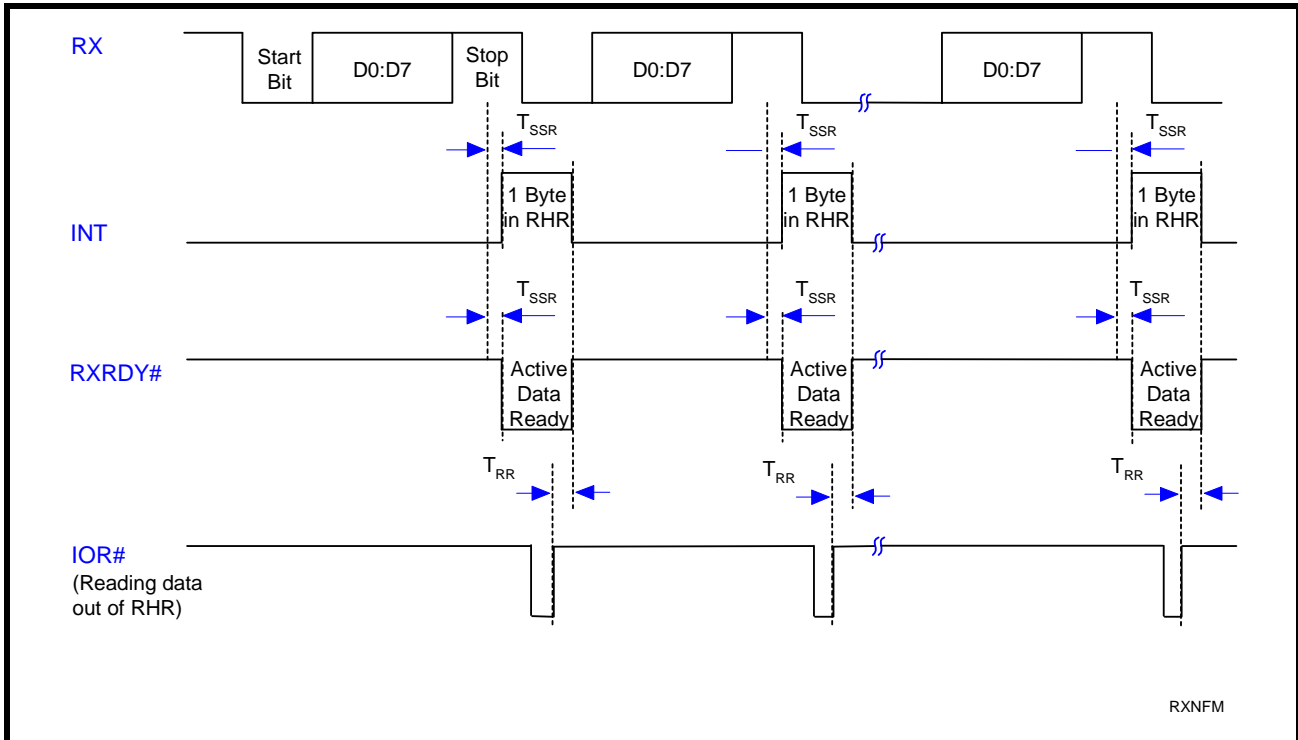 RX
Start
Bit
D0:D7
Stop
Bit
D0:D7
D0:D7
TSSR
TSSR
TSSR
INT
1 Byte
in RHR
1 Byte
in RHR
1 Byte
in RHR
TSSR
TSSR
TSSR
RXRDY#
Active
Data
Ready
Active
Data
Ready
Active
Data
Ready
TRR
TRR
TRR
IOR#
(Reading data
out of RHR)
RXNFM